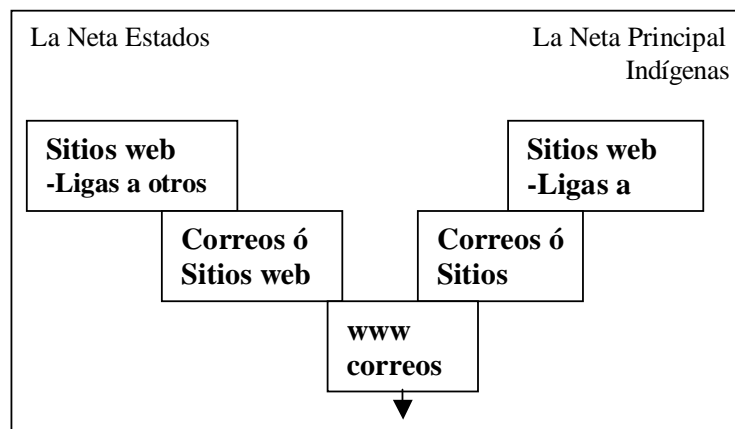 La Neta Estados
La Neta Principal
Indígenas
Sitios web
-Ligas a otros
Sitios web
-Ligas a
Correos ó
Sitios web
Correos ó
Sitios
www
correos